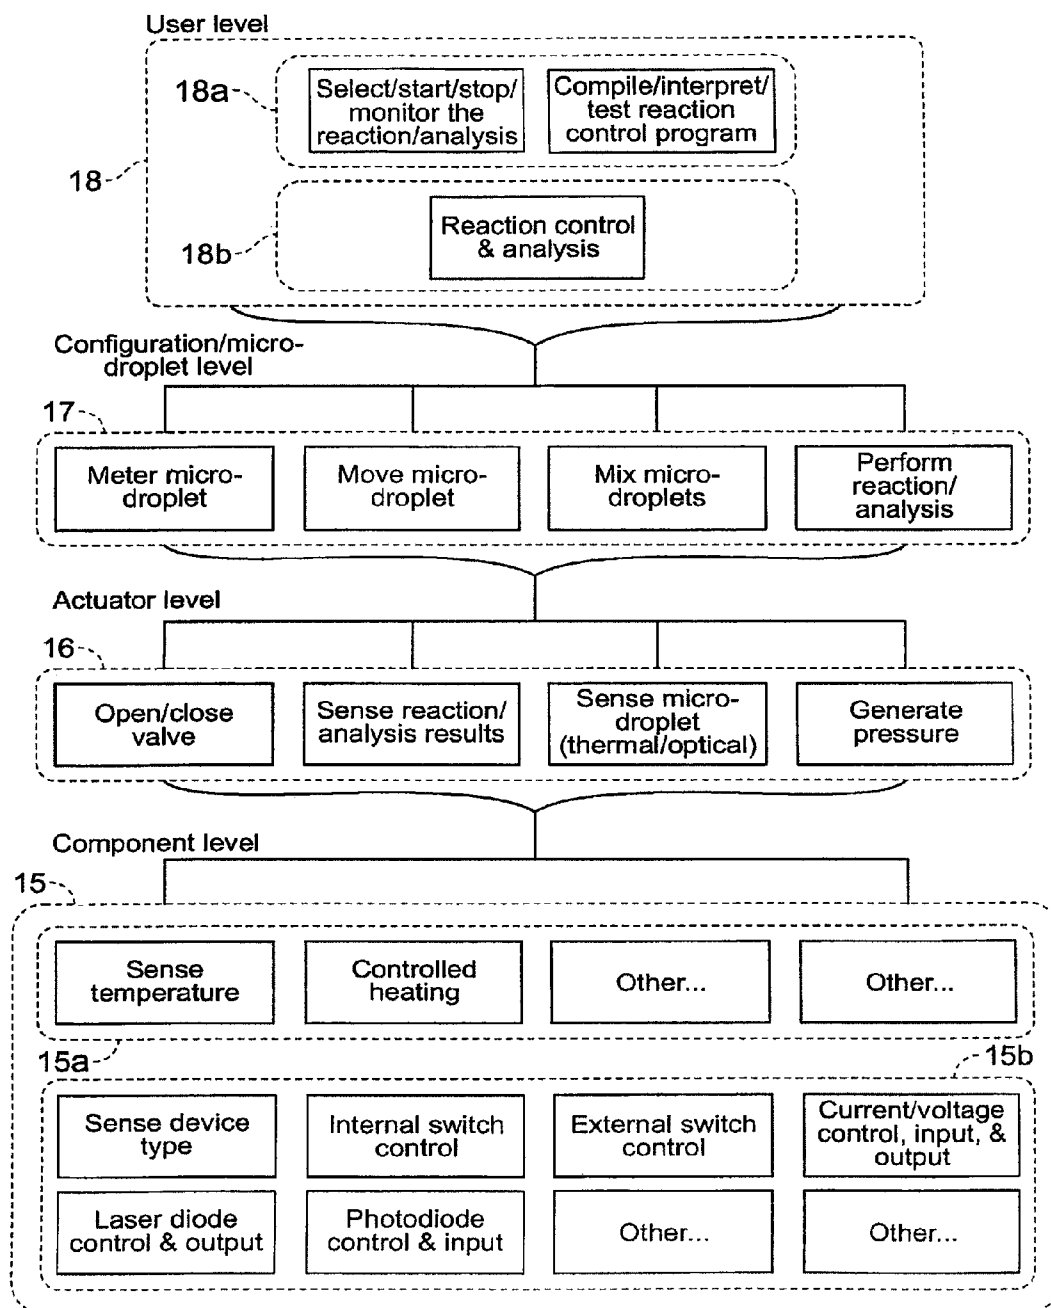 User level
18a
Select/start/stop/
monitor the
reaction/analysis
Compile/interpret/
test reaction
control program
18
18b
Reaction control
& analysis
Configuration/micro-
droplet level
17
Meter micro-
droplet
Move micro-
droplet
Mix micro-
droplets
Perform
reaction/
analysis
Actuator level
16
Open/close
valve
Sense reaction/
analysis results
Sense micro-
droplet
(thermal/optical)
Generate
pressure
Component level
15
Sense
temperature
Controlled
heating
Other...
Other...
15a
15b
Sense device
type
Internal switch
control
External switch
control
Current/voltage
control, input, &
output
Laser diode
control & output
Photodiode
control & input
Other...
Other...